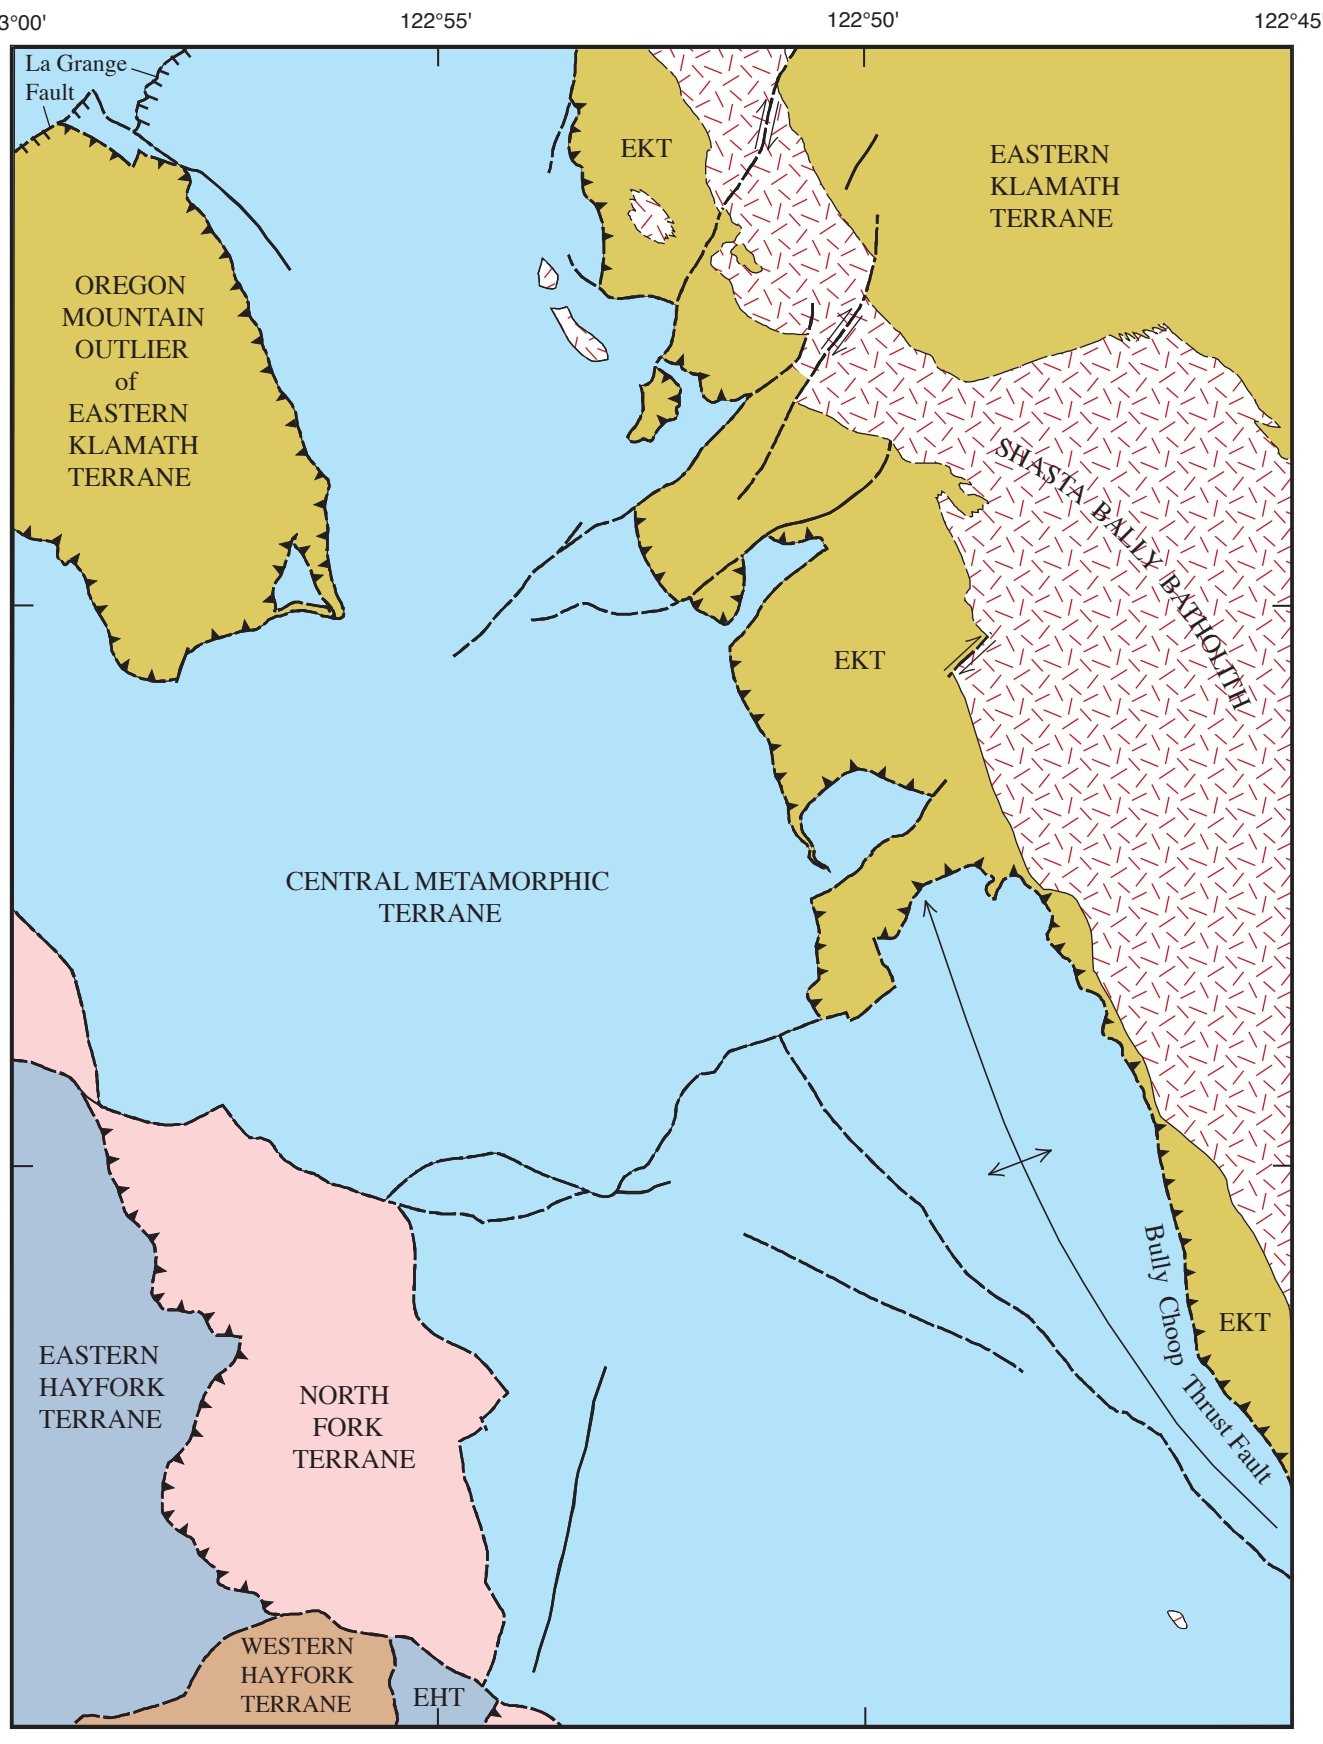 3°00'
122°55'
122°50'
122°45'
La Grange
Fault
EKT
EASTERN
KLAMATH
TERRANE
OREGON
MOUNTAIN
OUTLIER
of
EASTERN
KLAMATH
TERRANE
SHASTA BALLY BATHOLITH
EKT
CENTRAL METAMORPHIC
TERRANE
Bully Choop Thrust Fault
EKT
EASTERN
HAYFORK
TERRANE
NORTH
FORK
TERRANE
WESTERN
HAYFORK
TERRANE
EHT